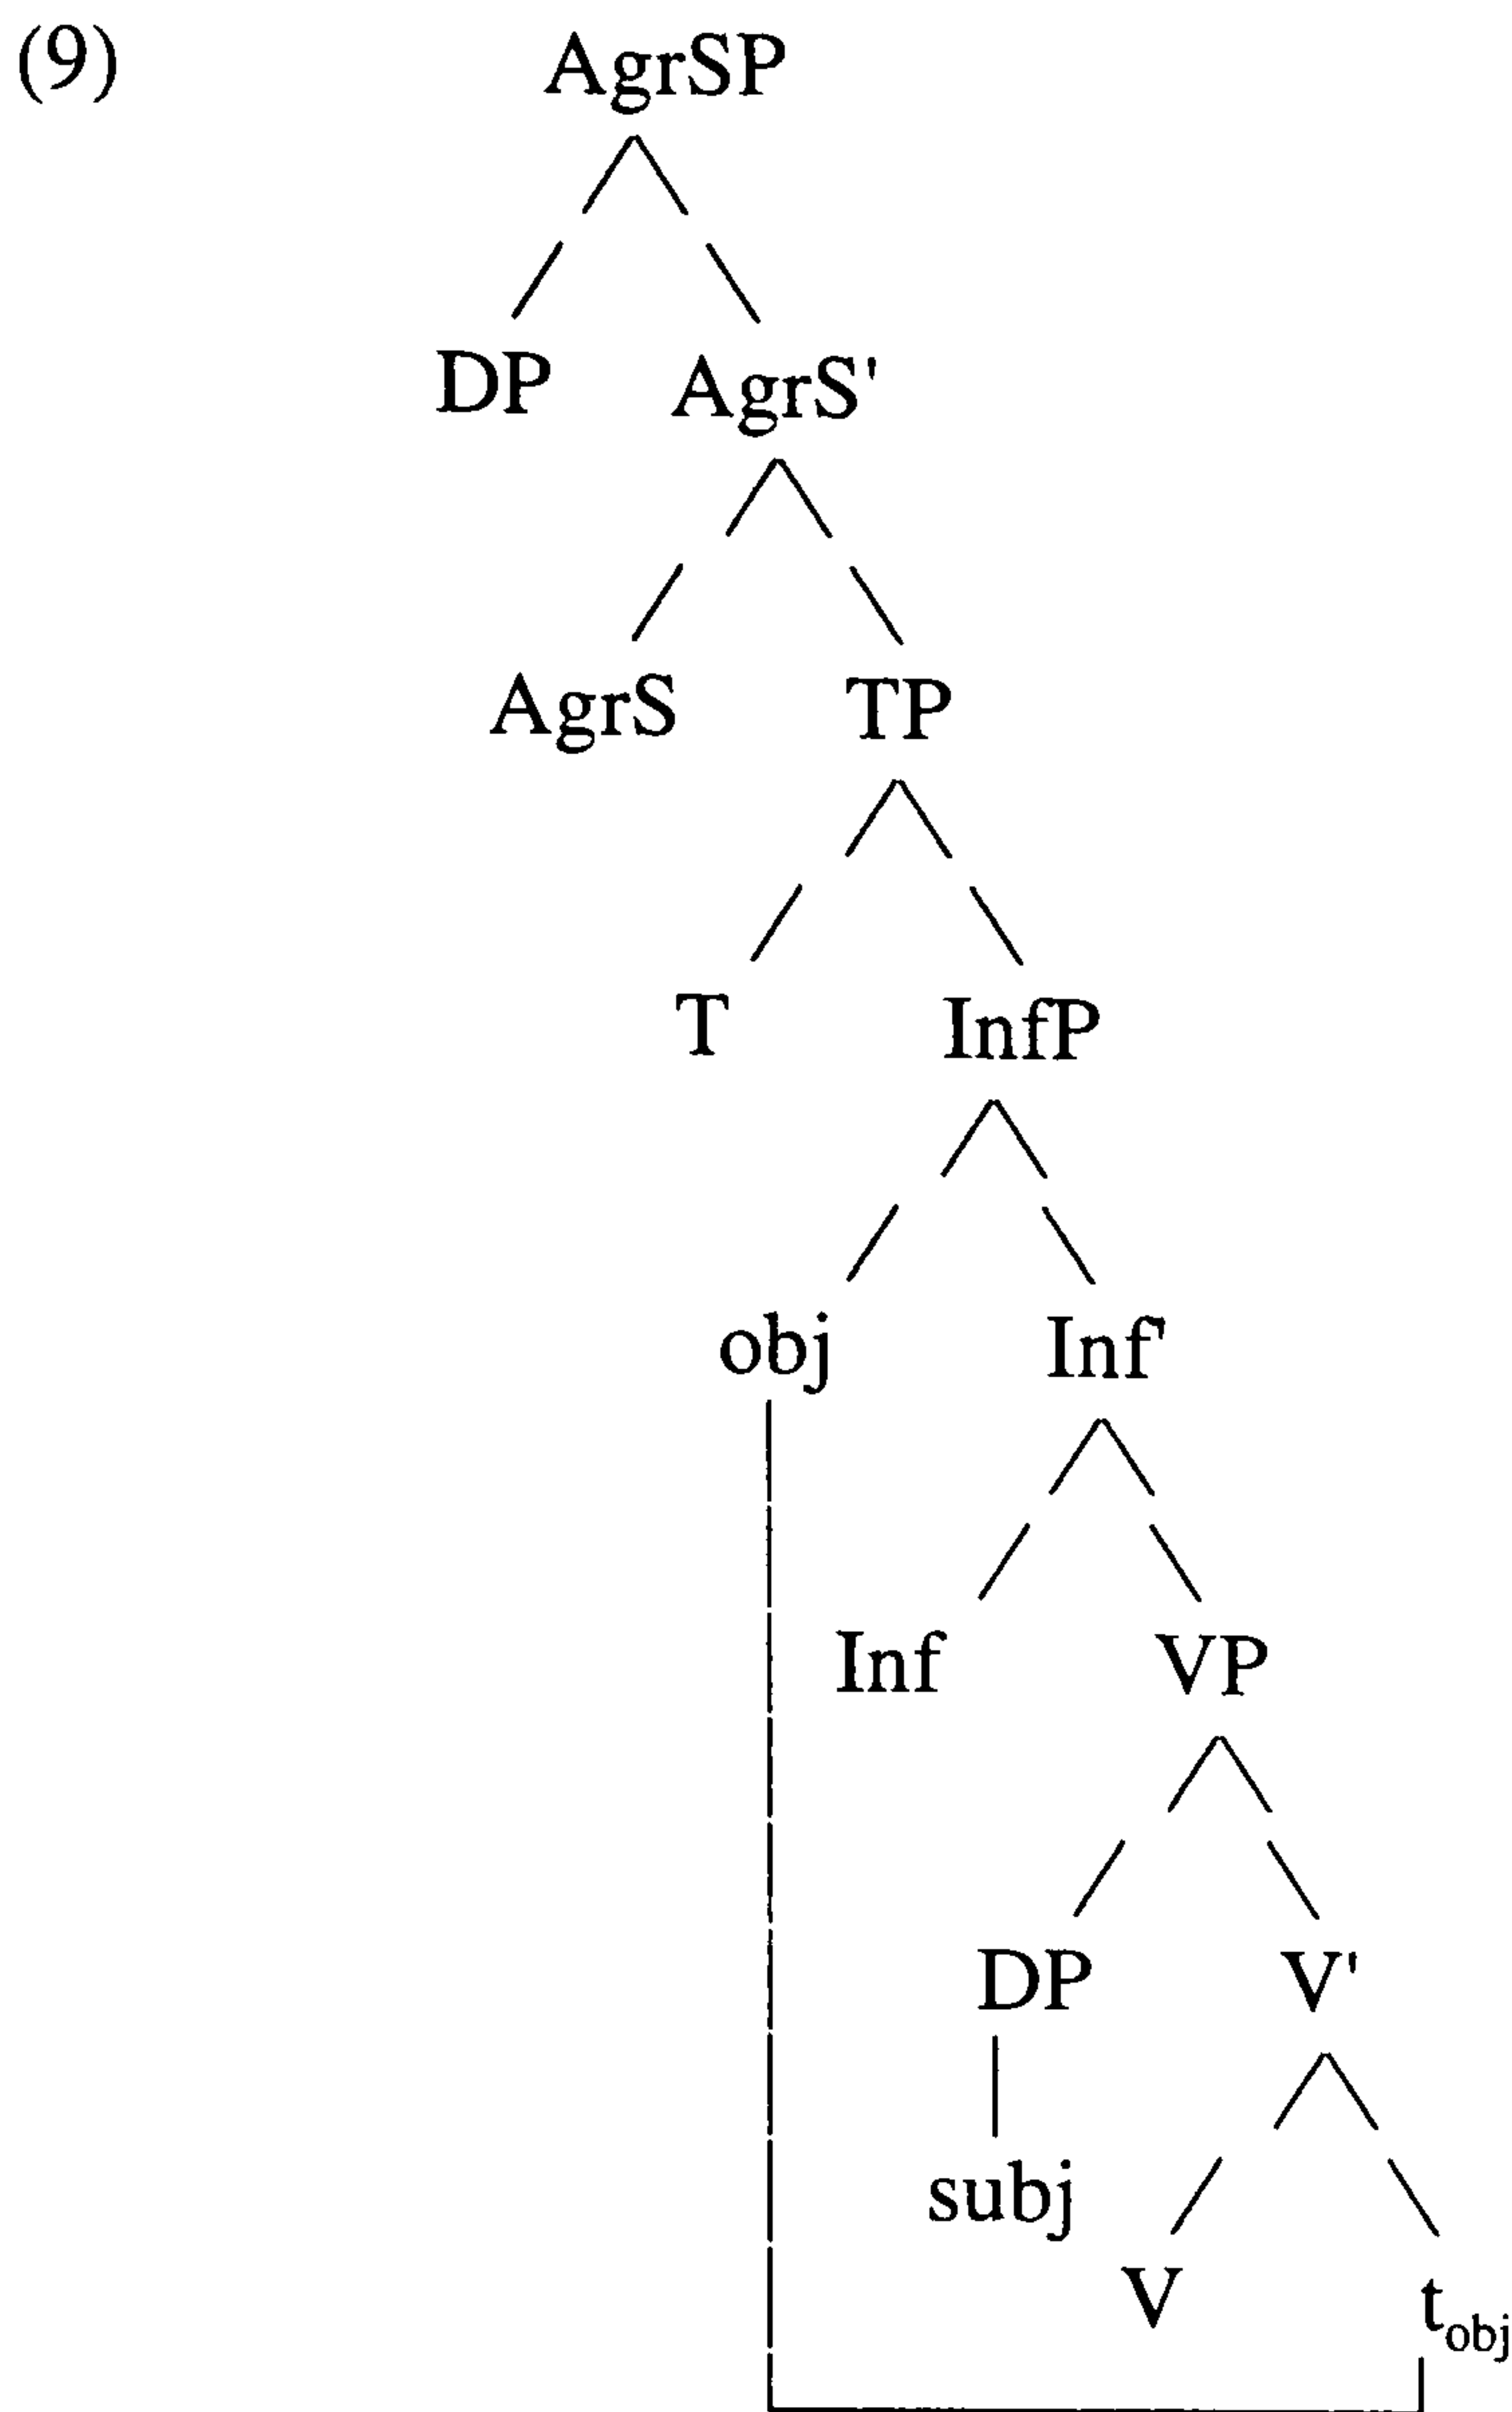 (9) AgrSP
DP AgrS'
AgrS TP
T InfP
obj Inf'
Inf VP
DP V'
subj
V t_obj